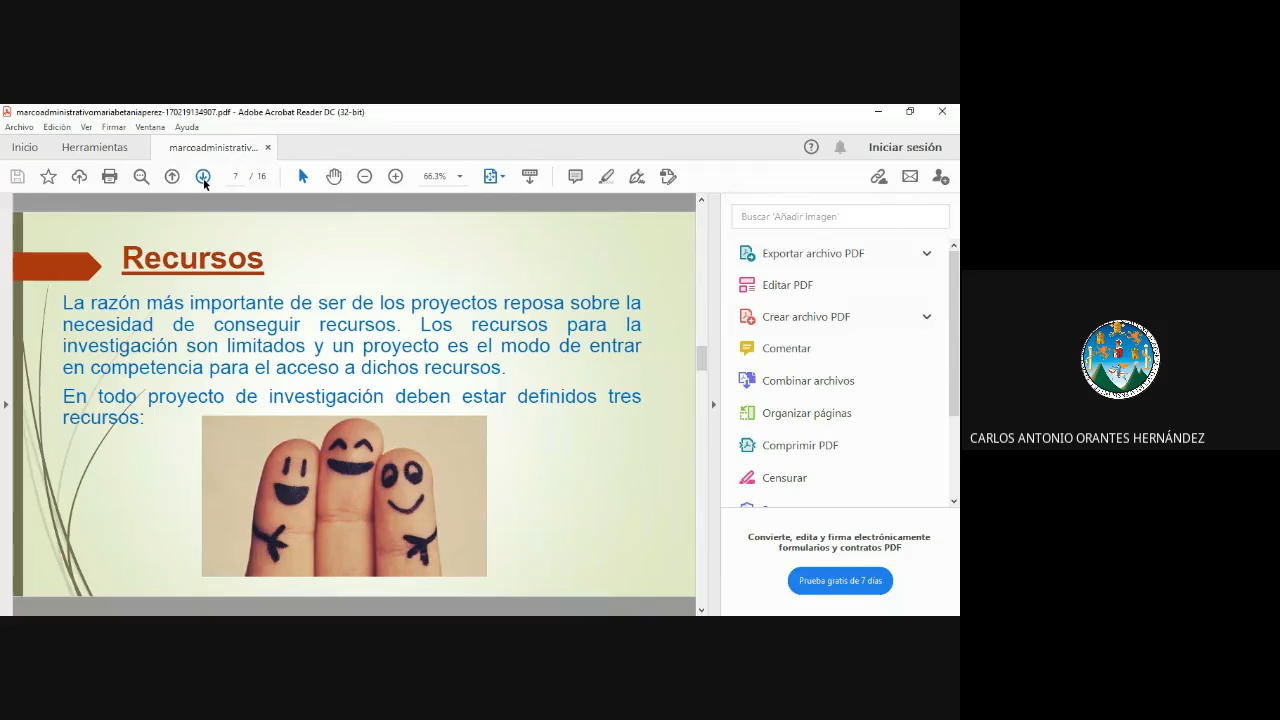 marcoadministrativomariabetaniaperez-170219134907.pdf - Adobe Acrobat Reader DC (32-bit)
Archivo Edición Ver Firmar Ventana Ayuda
Inicio Herramientas marcoadministrativ... × Iniciar sesión
7 / 16 66.3%
Recursos
La razón más importante de ser de los proyectos reposa sobre la
necesidad de conseguir recursos. Los recursos para la
investigación son limitados y un proyecto es el modo de entrar
en competencia para el acceso a dichos recursos.
En todo proyecto de investigación deben estar definidos tres
recursos:
Buscar 'Añadir imagen'
Exportar archivo PDF
Editar PDF
Crear archivo PDF
Comentar
Combinar archivos
Organizar páginas
Comprimir PDF
Censurar
Convierte, edita y firma electrónicamente
formularios y contratos PDF
Prueba gratis de 7 días
CARLOS ANTONIO ORANTES HERNÁNDEZ